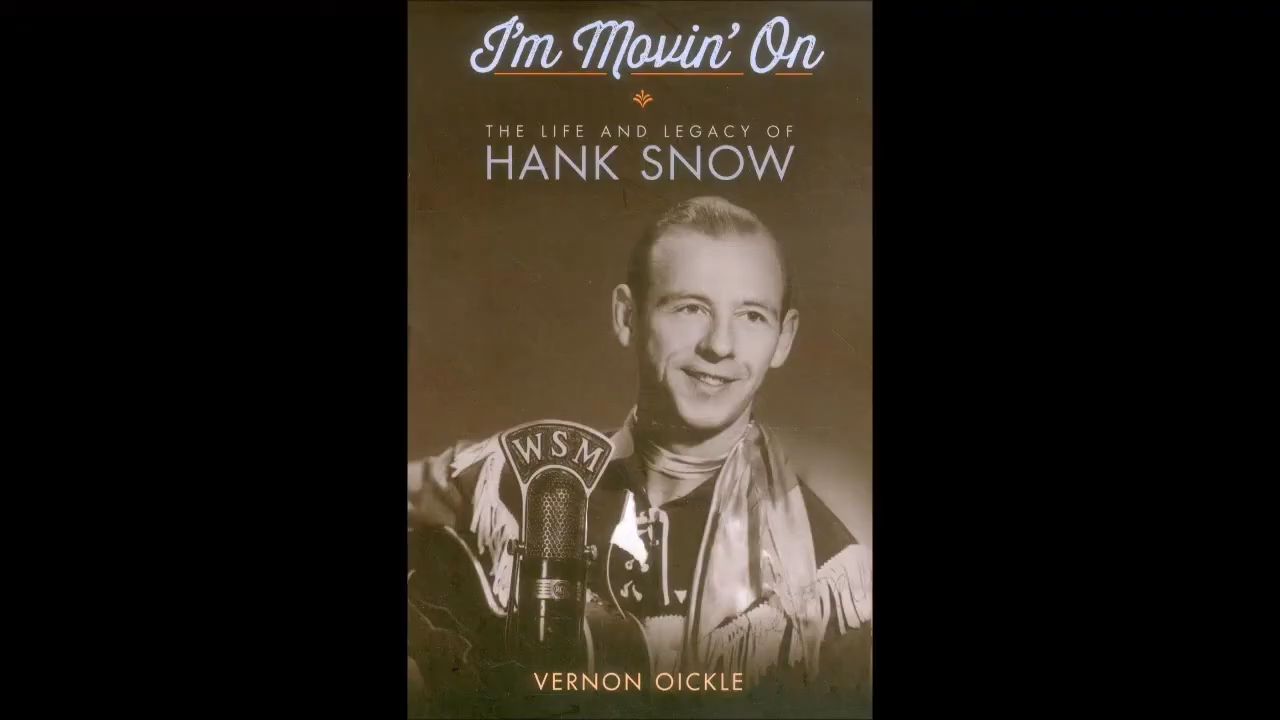 I'm Movin' On
THE LIFE AND LEGACY OF
HANK SNOW
WSM
VERNON OICKLE